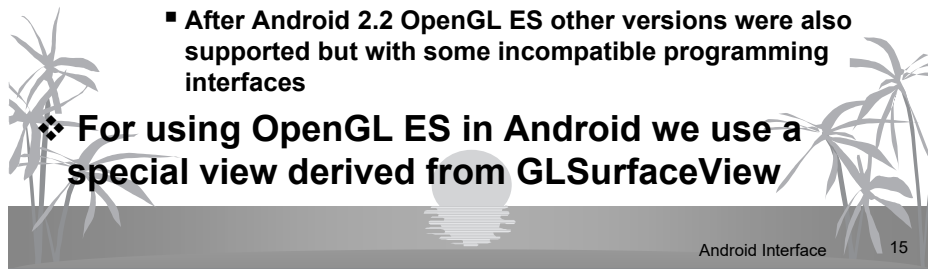 ▪ After Android 2.2 OpenGL ES other versions were also
supported but with some incompatible programming
interfaces
❖ For using OpenGL ES in Android we use a
special view derived from GLSurfaceView
Android Interface 15